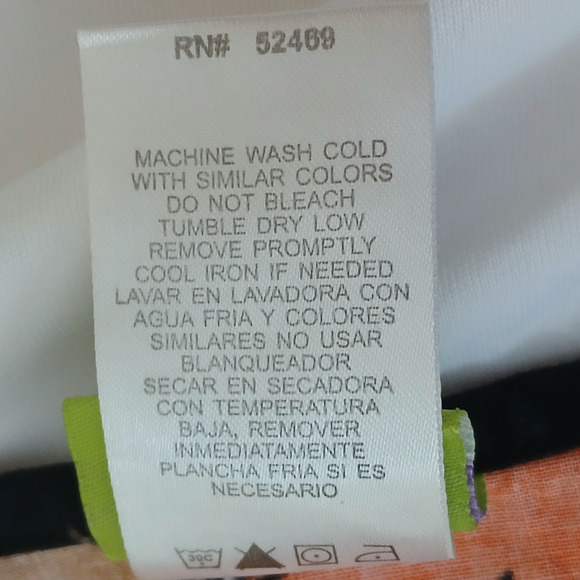 RN# 52469
MACHINE WASH COLD
WITH SIMILAR COLORS
DO NOT BLEACH
TUMBLE DRY LOW
REMOVE PROMPTLY
COOL IRON IF NEEDED
LAVAR EN LAVADORA CON
AGUA FRIA Y COLORES
SIMILARES NO USAR
BLANQUEADOR
SECAR EN SECADORA
CON TEMPERATURA
BAJA, REMOVER
INMEDIATAMENTE
PLANCHA FRIA SI ES
NECESARIO
30C